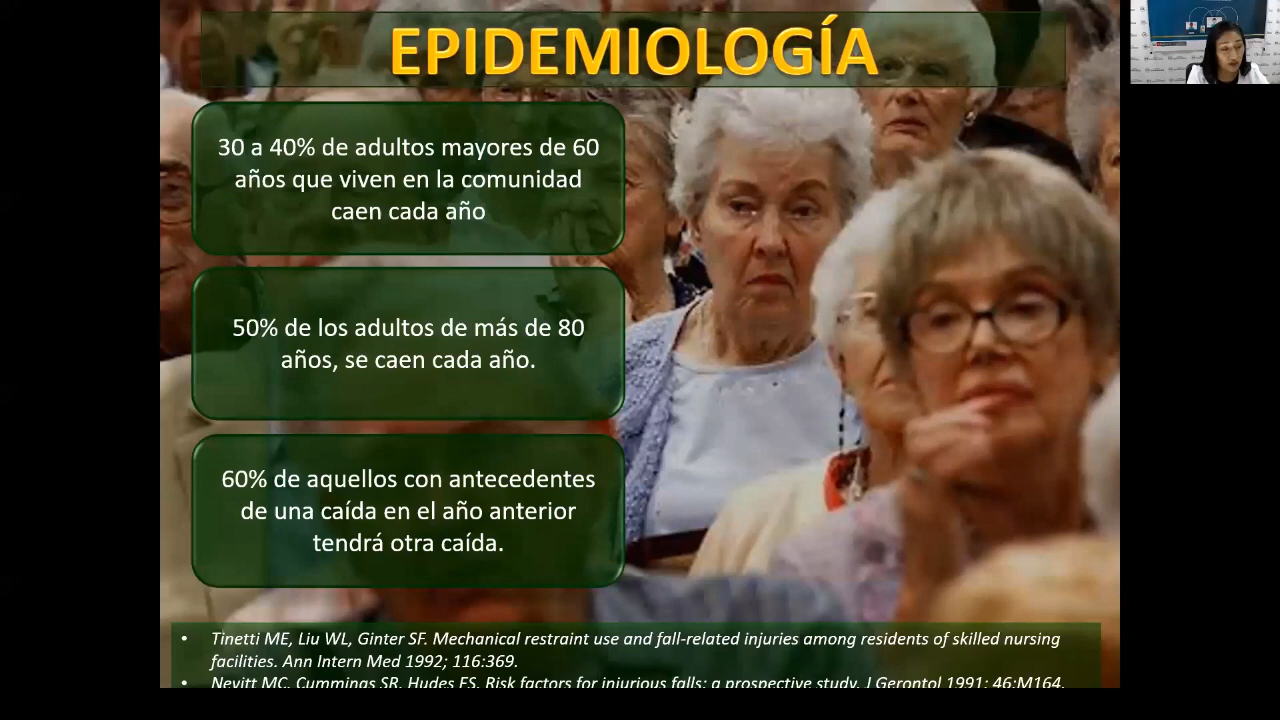 EPIDEMIOLOGÍA
30 a 40% de adultos mayores de 60
años que viven en la comunidad
caen cada año
50% de los adultos de más de 80
años, se caen cada año.
60% de aquellos con antecedentes
de una caída en el año anterior
tendrá otra caída.
• Tinetti ME, Liu WL, Ginter SF. Mechanical restraint use and fall-related injuries among residents of skilled nursing
facilities. Ann Intern Med 1992; 116:369.
• Nevitt MC, Cummings SR, Hudes ES. Risk factors for injurious falls: a prospective study. J Gerontol 1991; 46:M164.